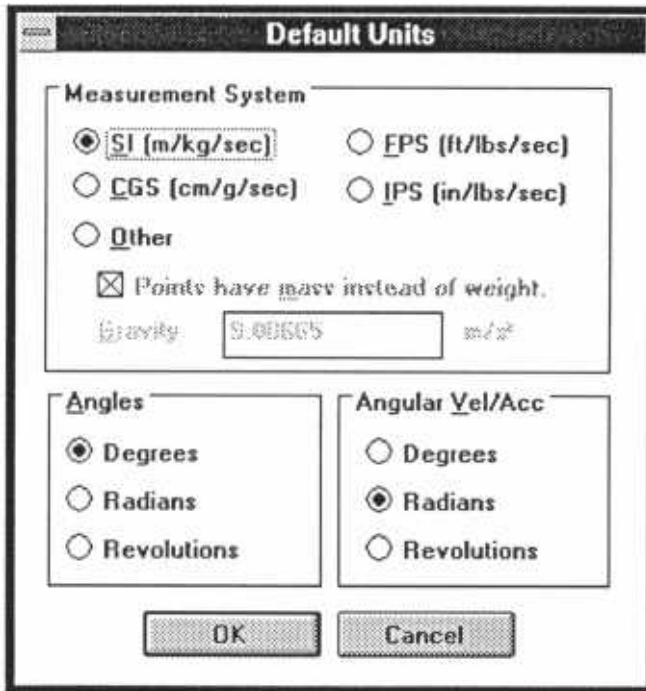 Default Units
Measurement System
SI (m/kg/sec)
FPS (ft/lbs/sec)
CGS (cm/g/sec)
IPS (in/lbs/sec)
Other
Points have mass instead of weight.
Gravity 9.80665 m/s²
Angles
Degrees
Radians
Revolutions
Angular Vel/Acc
Degrees
Radians
Revolutions
OK
Cancel